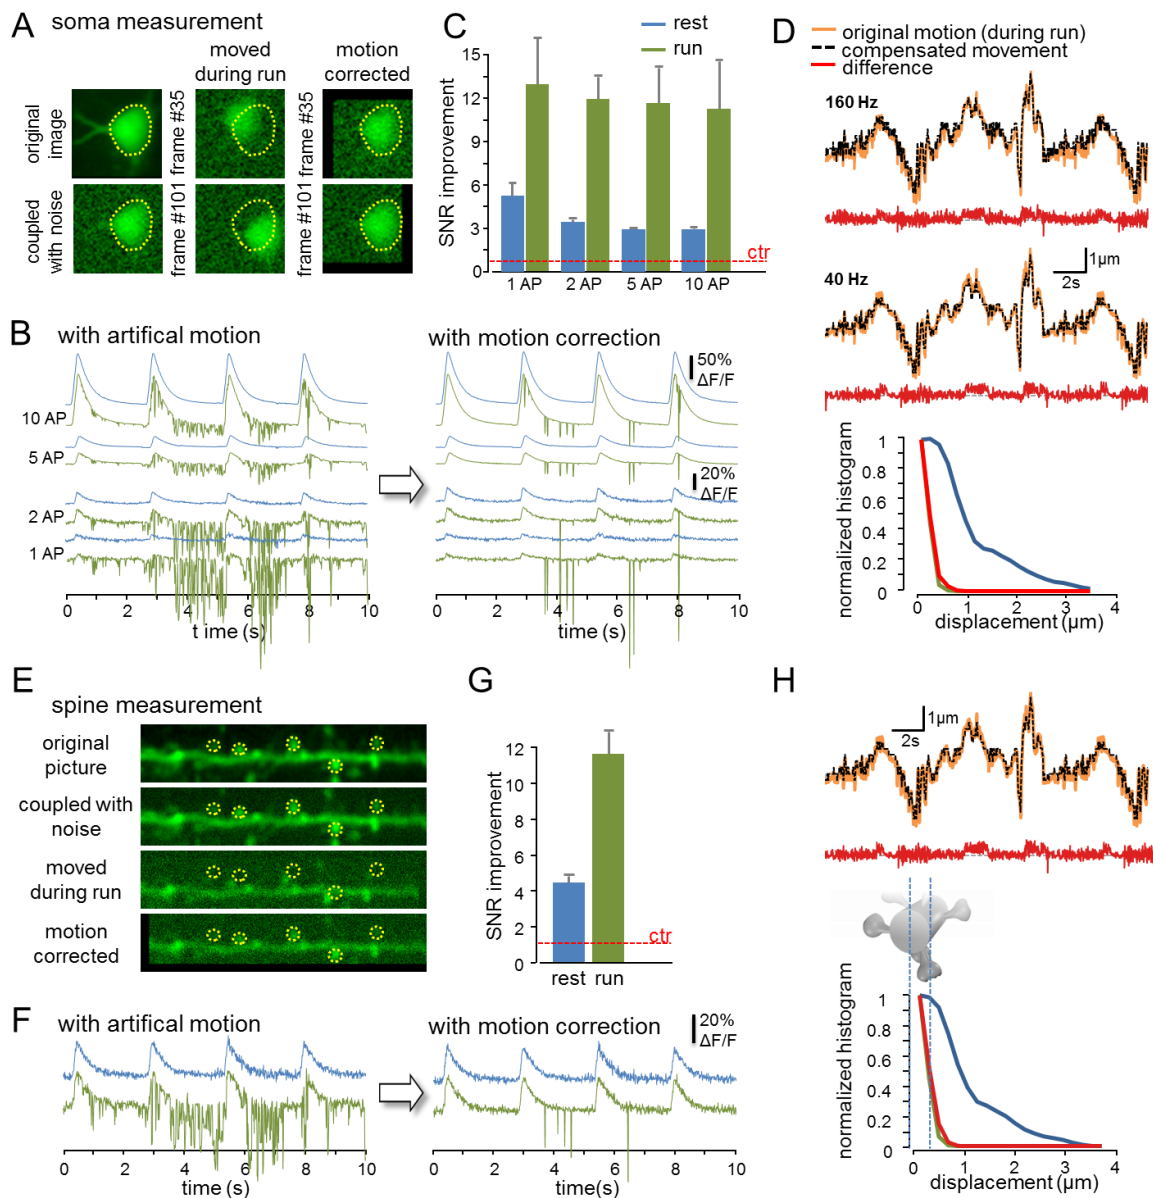 A soma measurement
moved
during run
motion
corrected
original
image
frame #35
frame #35
coupled
with noise
frame #101
frame #101
C
rest
run
SNR improvement
15
12
9
6
3
0
ctr
1 AP 2 AP 5 AP 10 AP
D
original motion (during run)
compensated movement
difference
160 Hz
40 Hz
1µm
2s
normalized histogram
1
0.8
0.6
0.4
0.2
0
0 1 2 3 4
displacement (µm)
B
with artifical motion
with motion correction
50%
ΔF/F
10 AP
5 AP
20%
ΔF/F
2 AP
1 AP
0 2 4 6 8 10
t ime (s)
0 2 4 6 8 10
time (s)
E
spine measurement
original
picture
coupled with
noise
moved
during run
motion
corrected
G
SNR improvement
12
10
8
6
4
2
0
ctr
rest run
H
1µm
2s
normalized histogram
1
0.8
0.6
0.4
0.2
0
0 1 2 3 4
displacement (µm)
F
with artifical motion
with motion correction
20%
ΔF/F
0 2 4 6 8 10
time (s)
0 2 4 6 8 10
time(s)